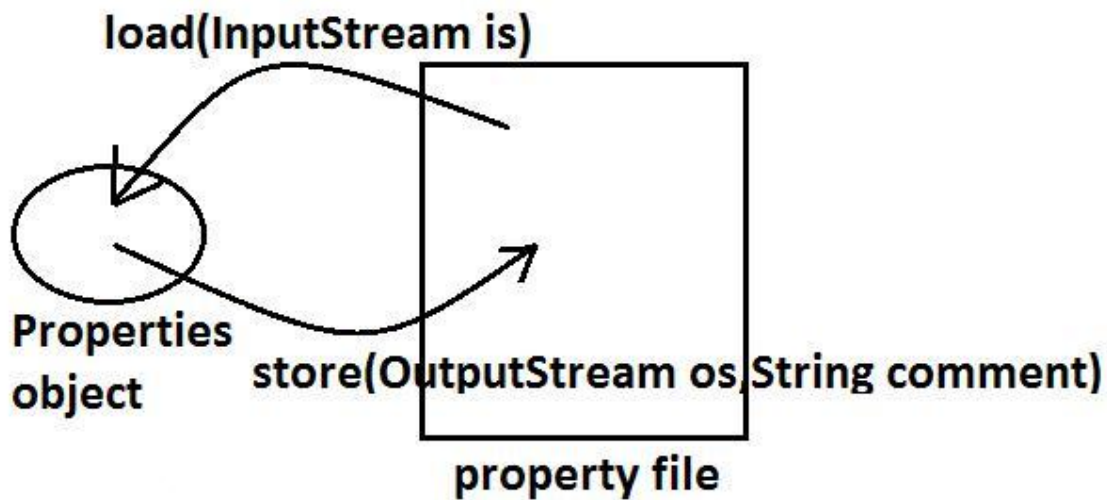 load(InputStream is)
Properties
object
store(OutputStream os,String comment)
property file